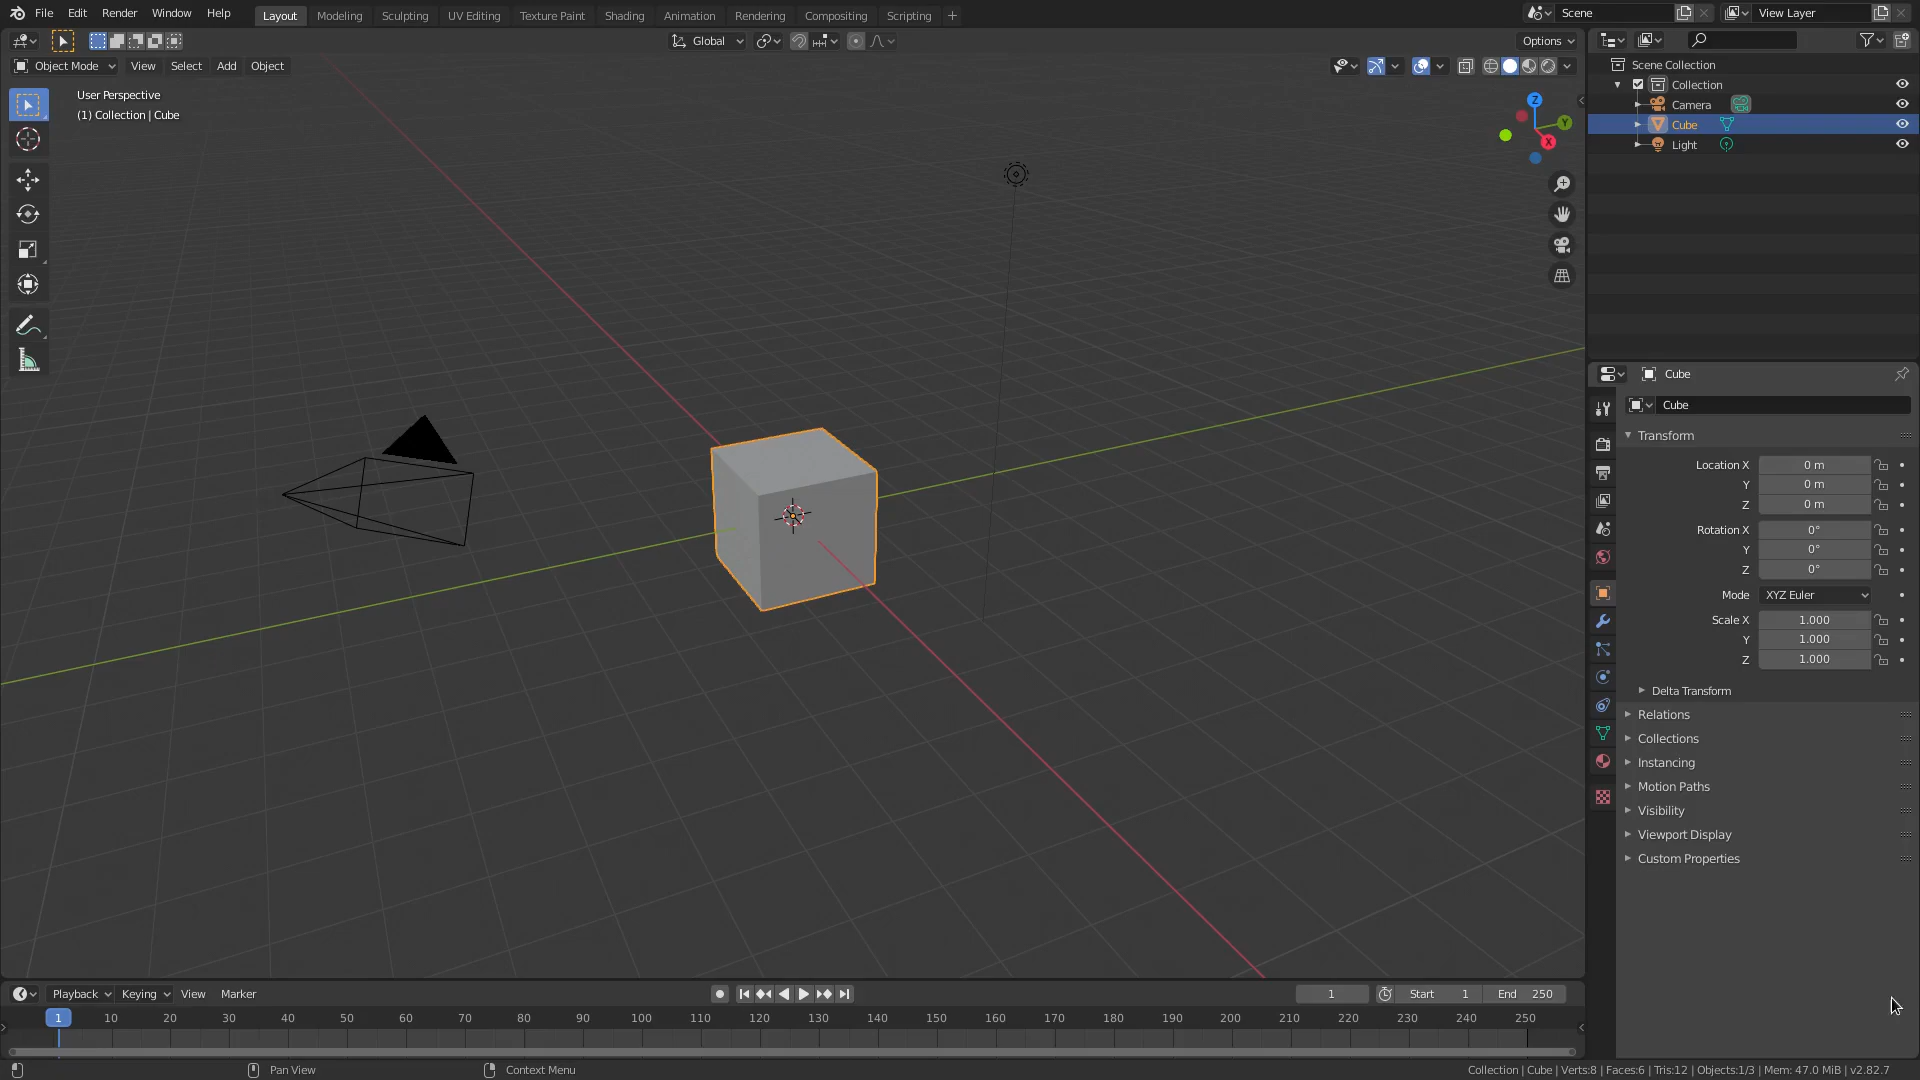 File Edit Render Window Help
Layout Modeling Sculpting UV Editing Texture Paint Shading Animation Rendering Compositing Scripting +
Scene
View Layer
Global
Options
Object Mode View Select Add Object
User Perspective
(1) Collection | Cube
Z
Y
X
Scene Collection
Collection
Camera
Cube
Light
Cube
Cube
Transform
Location X 0 m
Y 0 m
Z 0 m
Rotation X 0°
Y 0°
Z 0°
Mode XYZ Euler
Scale X 1.000
Y 1.000
Z 1.000
Delta Transform
Relations
Collections
Instancing
Motion Paths
Visibility
Viewport Display
Custom Properties
Playback Keying View Marker
1 Start 1 End 250
1 10 20 30 40 50 60 70 80 90 100 110 120 130 140 150 160 170 180 190 200 210 220 230 240 250
Pan View Context Menu
Collection | Cube | Verts:8 | Faces:6 | Tris:12 | Objects:1/3 | Mem: 47.0 MiB | v2.82.7